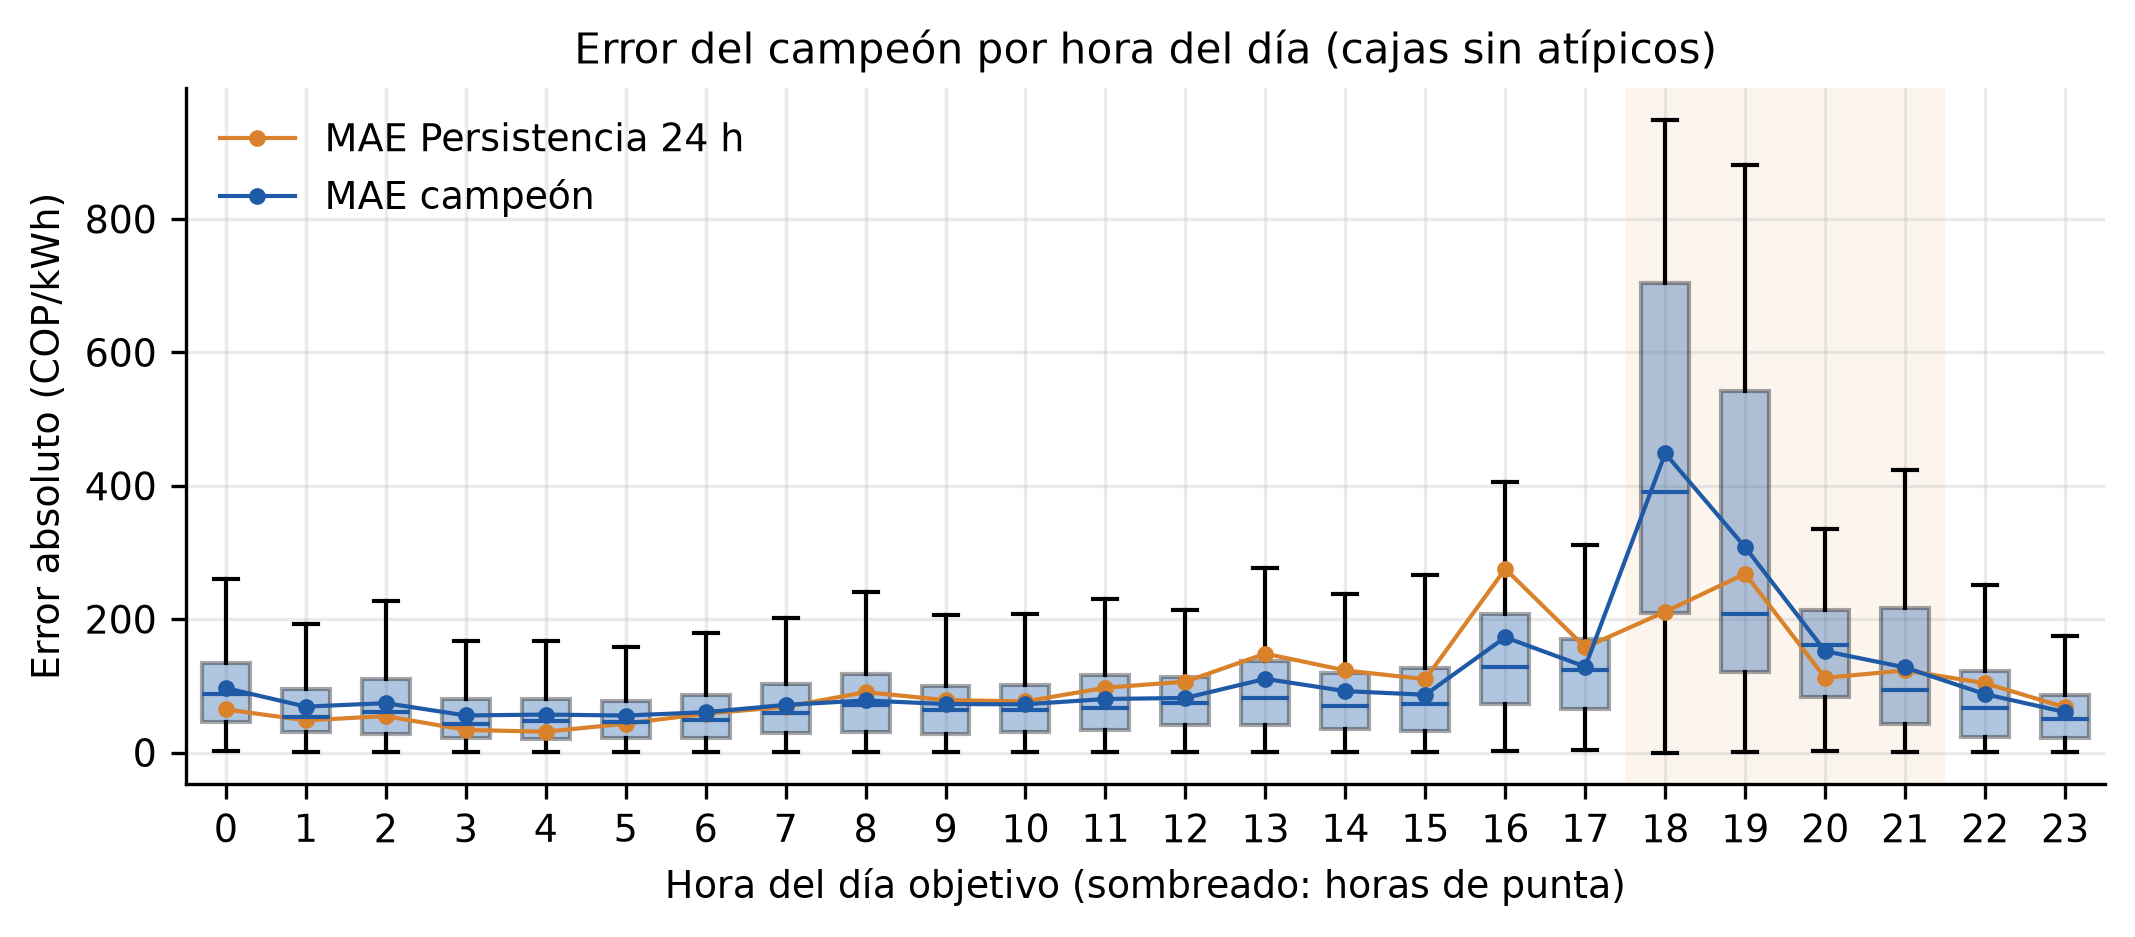 Error del campeón por hora del día (cajas sin atípicos)
MAE Persistencia 24 h
MAE campeón
Error absoluto (COP/kWh)
800
600
400
200
0
0 1 2 3 4 5 6 7 8 9 10 11 12 13 14 15 16 17 18 19 20 21 22 23
Hora del día objetivo (sombreado: horas de punta)